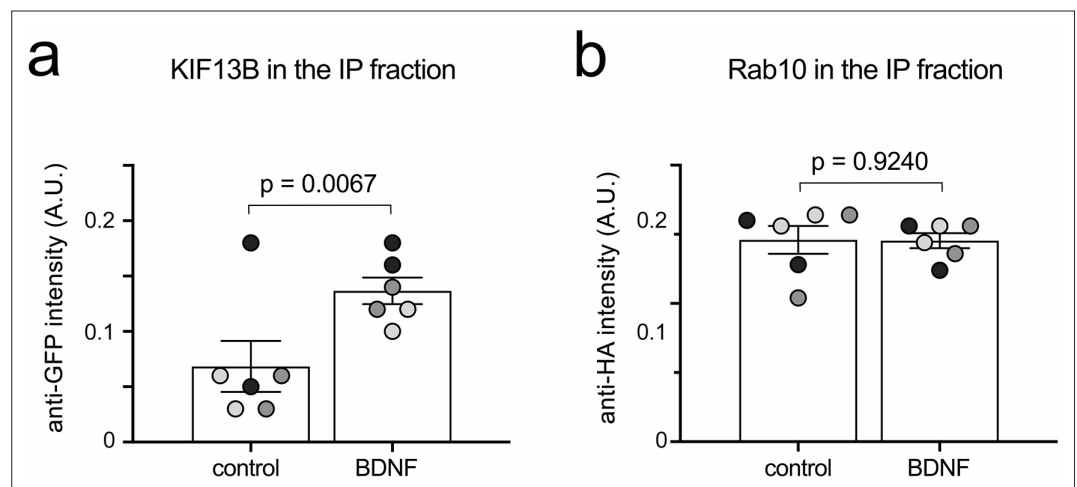 a
KIF13B in the IP fraction
anti-GFP intensity (A.U.)
p = 0.0067
0.2
0.1
0
control BDNF
b
Rab10 in the IP fraction
anti-HA intensity (A.U.)
p = 0.9240
0.2
0.1
0
control BDNF